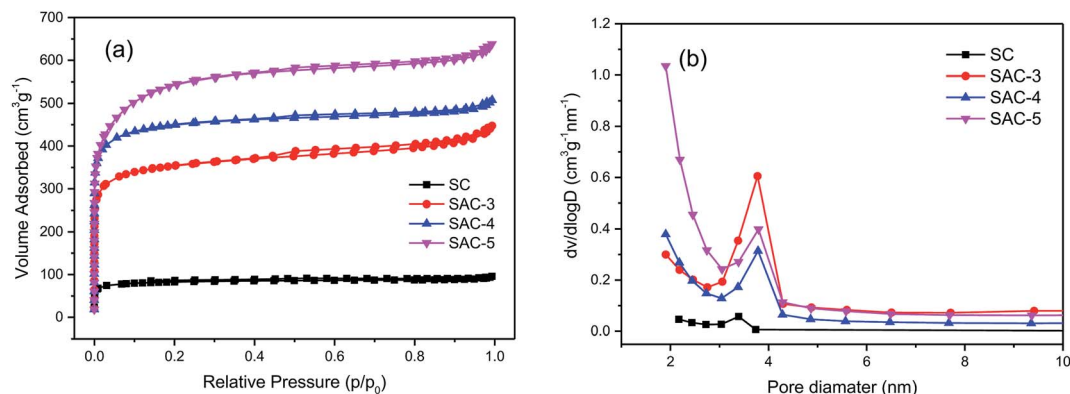 (a)
700
600
500
400
300
200
100
0
Volume Adsorbed (cm³g⁻¹)
SC
SAC-3
SAC-4
SAC-5
0.0 0.2 0.4 0.6 0.8 1.0
Relative Pressure (p/p₀)
(b)
1.2
1.0
0.8
0.6
0.4
0.2
0.0
dv/dlogD (cm³g⁻¹nm⁻¹)
SC
SAC-3
SAC-4
SAC-5
2 4 6 8 10
Pore diamater (nm)